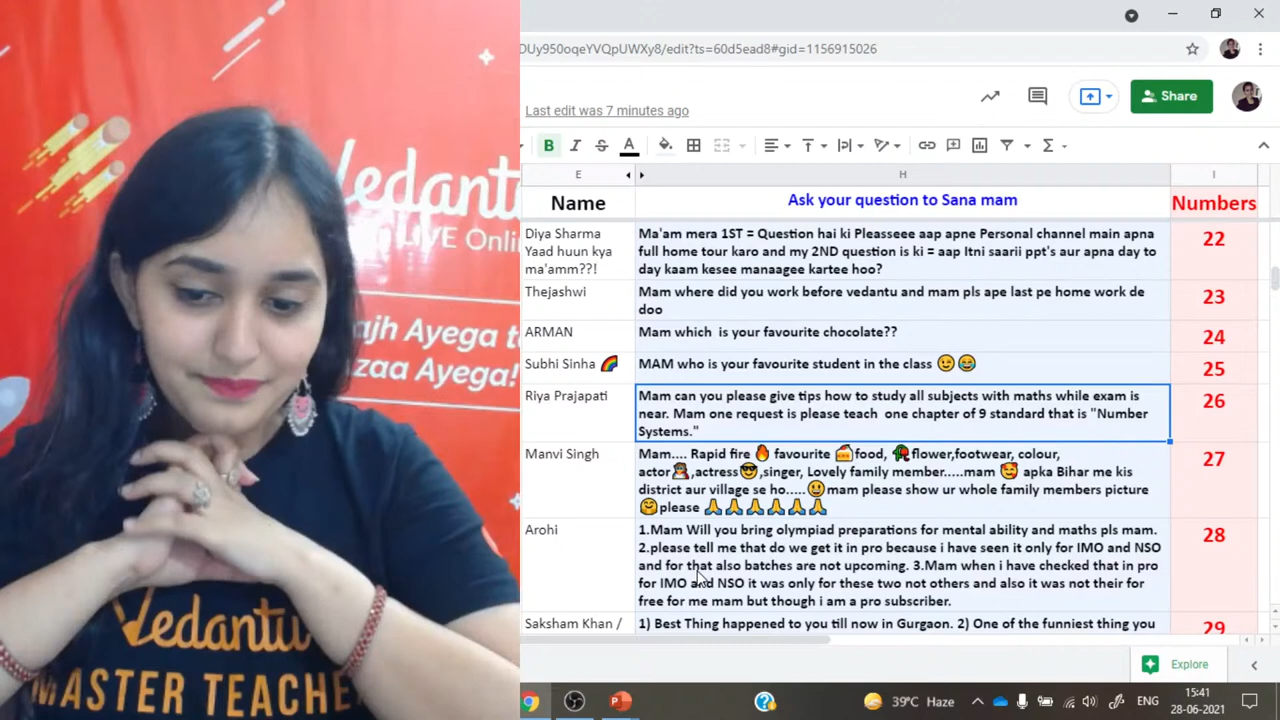 Vedantu
LIVE Onli
ajh Ayega t
zaa Ayega!
Vedantu
MASTER TEACHE
DUy950oqeYVQpUWXy8/edit?ts=60d5ead8#gid=1156915026
Last edit was 7 minutes ago
Share
B I S A
E H I
Name Ask your question to Sana mam Numbers
Diya Sharma
Yaad huun kya
ma'amm??!
Ma'am mera 1ST = Question hai ki Pleasseee aap apne Personal channel main apna
full home tour karo and my 2ND question is ki = aap Itni saarii ppt's aur apna day to
day kaam kesee manaagee kartee hoo?
22
Thejashwi
Mam where did you work before vedantu and mam pls ape last pe home work de
doo
23
ARMAN
Mam which is your favourite chocolate??
24
Subhi Sinha 🌈
MAM who is your favourite student in the class 😉😂
25
Riya Prajapati
Mam can you please give tips how to study all subjects with maths while exam is
near. Mam one request is please teach one chapter of 9 standard that is "Number
Systems."
26
Manvi Singh
Mam.... Rapid fire 🔥 favourite 🍰food, 🌹flower,footwear, colour,
actor,actress😎,singer, Lovely family member.....mam 🥰 apka Bihar me kis
district aur village se ho.....😃mam please show ur whole family members picture
🤗please 🙏🙏🙏🙏🙏🙏
27
Arohi
1.Mam Will you bring olympiad preparations for mental ability and maths pls mam.
2.please tell me that do we get it in pro because i have seen it only for IMO and NSO
and for that also batches are not upcoming. 3.Mam when i have checked that in pro
for IMO and NSO it was only for these two not others and also it was not their for
free for me mam but though i am a pro subscriber.
28
Saksham Khan /
1) Best Thing happened to you till now in Gurgaon. 2) One of the funniest thing you
29
Explore
39°C Haze
ENG
15:41
28-06-2021